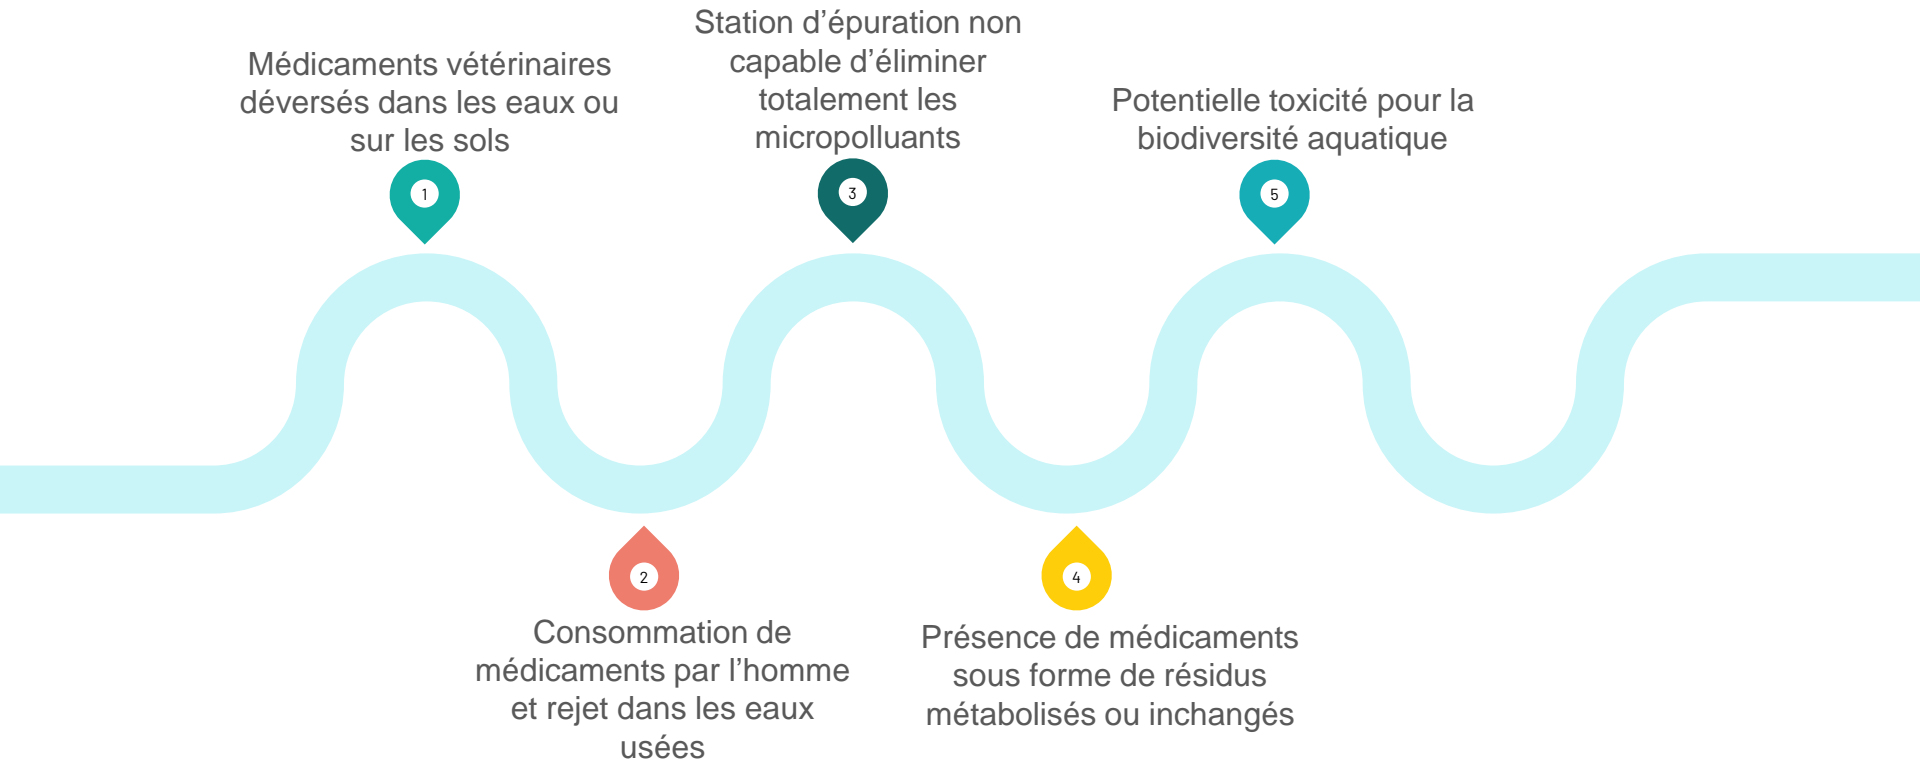 Médicaments vétérinaires
déversés dans les eaux ou
sur les sols
1
2
Consommation de
médicaments par l’homme
et rejet dans les eaux
usées
Station d’épuration non
capable d’éliminer
totalement les
micropolluants
3
4
Présence de médicaments
sous forme de résidus
métabolisés ou inchangés
Potentielle toxicité pour la
biodiversité aquatique
5